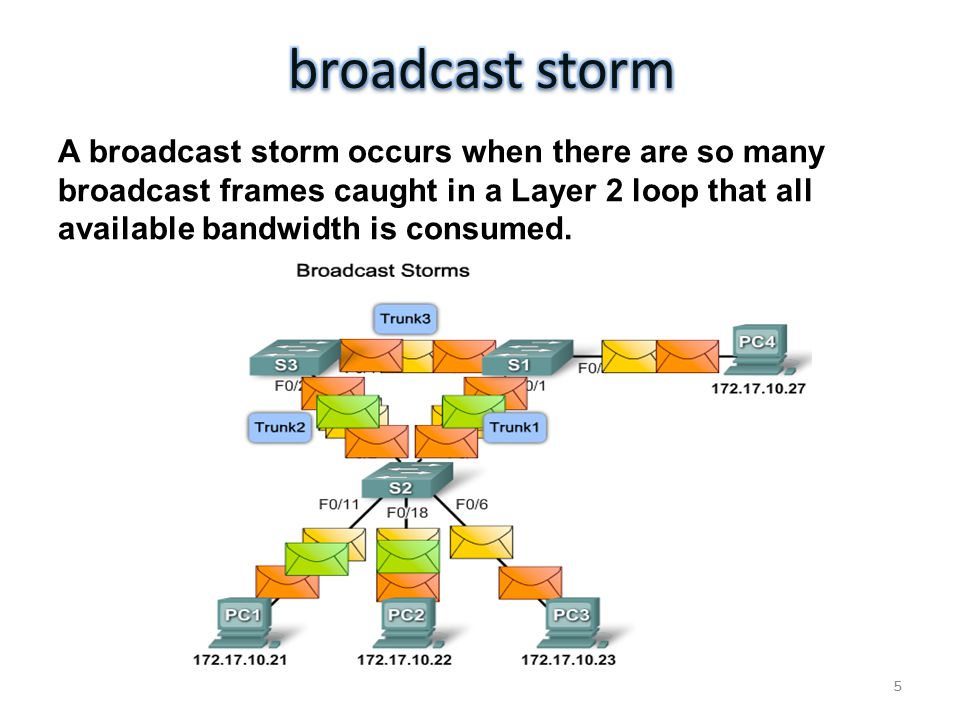 broadcast storm
A broadcast storm occurs when there are so many
broadcast frames caught in a Layer 2 loop that all
available bandwidth is consumed.
Broadcast Storms
Trunk3
S3
S1
PC4
F0/2
0/1
F0/
172.17.10.27
Trunk2
Trunk1
S2
F0/11
F0/18
F0/6
PC1
PC2
PC3
172.17.10.21
172.17.10.22
172.17.10.23
5